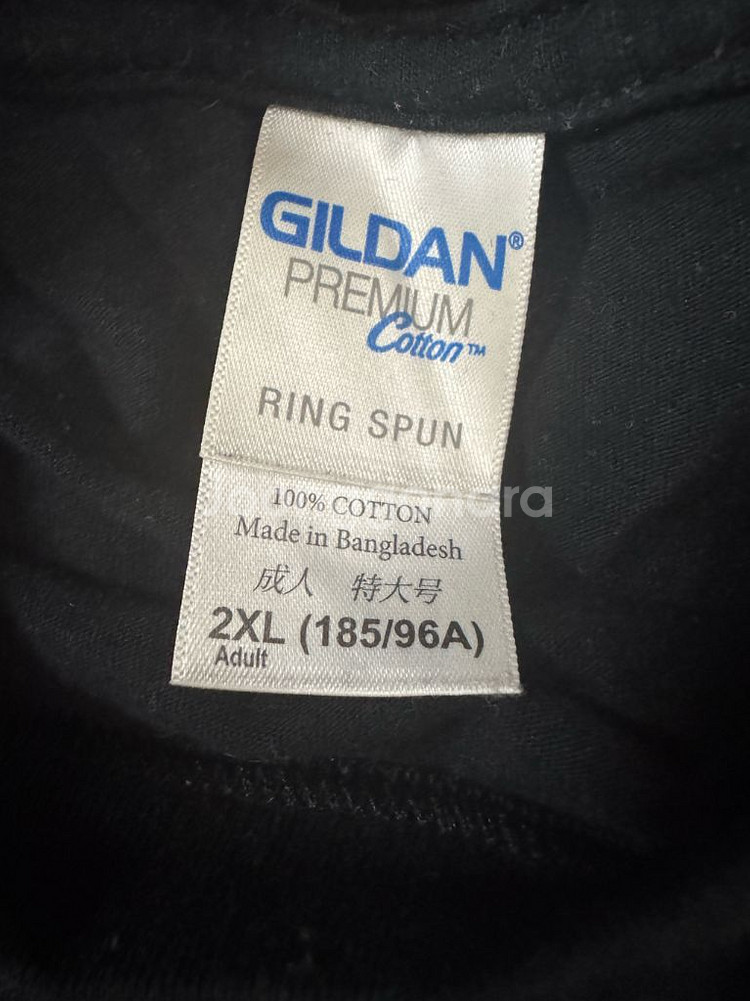 GILDAN®
PREMIUM
Cotton™
RING SPUN
100% COTTON
Made in Bangladesh
成人 特大号
2XL (185/96A)
Adult